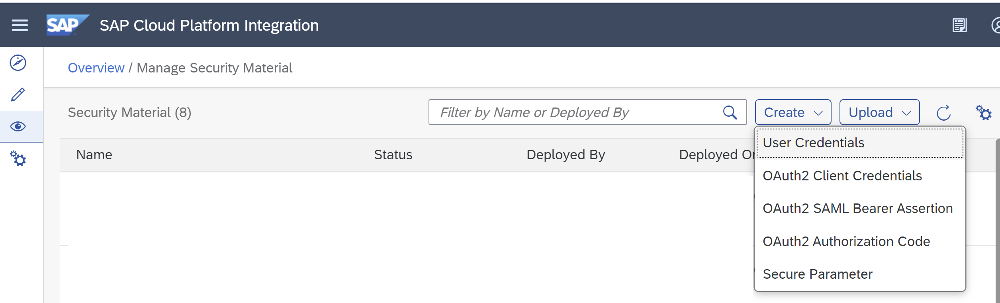 SAP SAP Cloud Platform Integration
Overview / Manage Security Material
Security Material (8) Filter by Name or Deployed By Create Upload
Name Status Deployed By Deployed
User Credentials
OAuth2 Client Credentials
OAuth2 SAML Bearer Assertion
OAuth2 Authorization Code
Secure Parameter